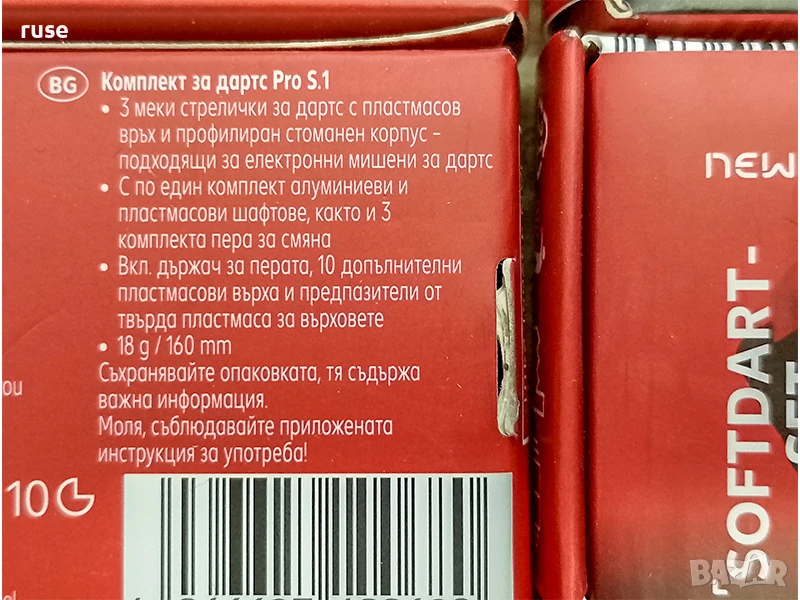 ruse
BG Комплект за дартс Pro S.1
• 3 меки стрелички за дартс с пластмасов
връх и профилиран стоманен корпус –
подходящи за електронни мишени за дартс
• С по един комплект алуминиеви и
пластмасови шафтове, както и 3
комплекта пера за смяна
• Вкл. държач за перата, 10 допълнителни
пластмасови върха и предпазители от
твърда пластмаса за върховете
• 18 g / 160 mm
Съхранявайте опаковката, тя съдържа
важна информация.
Моля, съблюдавайте приложената
инструкция за употреба!
ou
10
NEW
SOFTDART-
SET
BAZAR